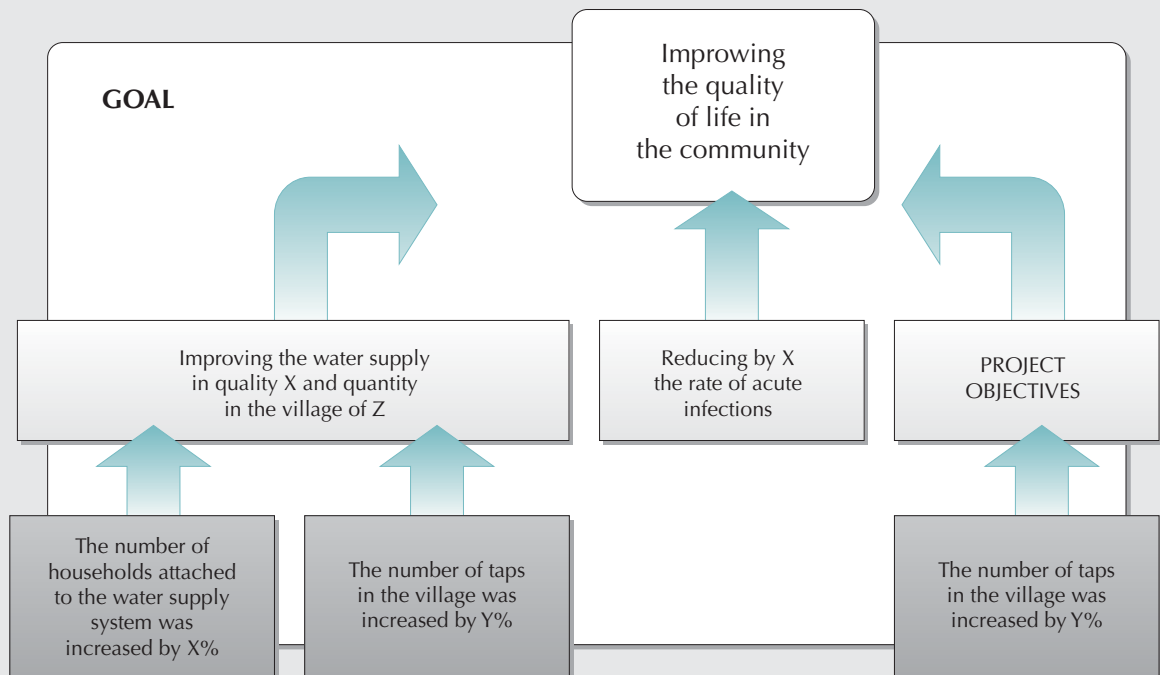 GOAL
Improwing
the quality
of life in
the community
Improving the water supply
in quality X and quantity
in the village of Z
Reducing by X
the rate of acute
infections
PROJECT
OBJECTIVES
The number of
households attached
to the water supply
system was
increased by X%
The number of taps
in the village was
increased by Y%
The number of taps
in the village was
increased by Y%